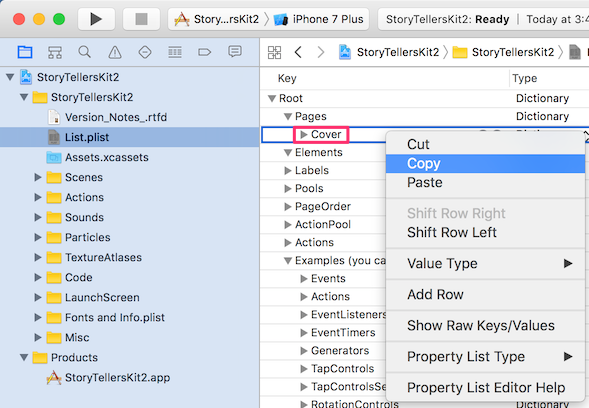 Story...rsKit2 iPhone 7 Plus StoryTellersKit2: Ready | Today at 3:4
StoryTellersKit2 StoryTellersKit2
StoryTellersKit2
StoryTellersKit2
Version_Notes_.rtfd
List.plist
Assets.xcassets
Scenes
Actions
Sounds
Particles
TextureAtlases
Code
LaunchScreen
Fonts and Info.plist
Misc
Products
StoryTellersKit2.app
Key Type
Root Dictionary
Pages Dictionary
Cover
Elements
Labels
Pools
PageOrder
ActionPool
Actions
Examples (you ca
Events
Actions
EventListeners
EventTimers
Generators
TapControls
TapControlsSe
RotationControls Dictionary
Cut
Copy
Paste
Shift Row Right
Shift Row Left
Value Type
Add Row
Show Raw Keys/Values
Property List Type
Property List Editor Help